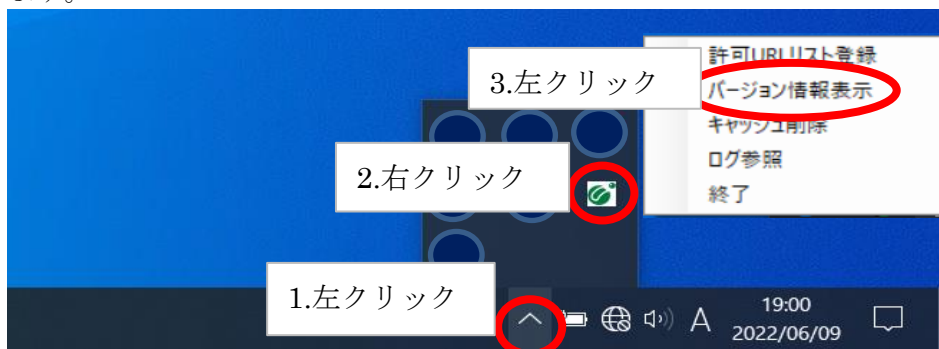 ます。
許可URLリスト登録
3.左クリック
バージョン情報表示
キャッシュ削除
2.右クリック
ログ参照
終了
1.左クリック
A
19:00
2022/06/09